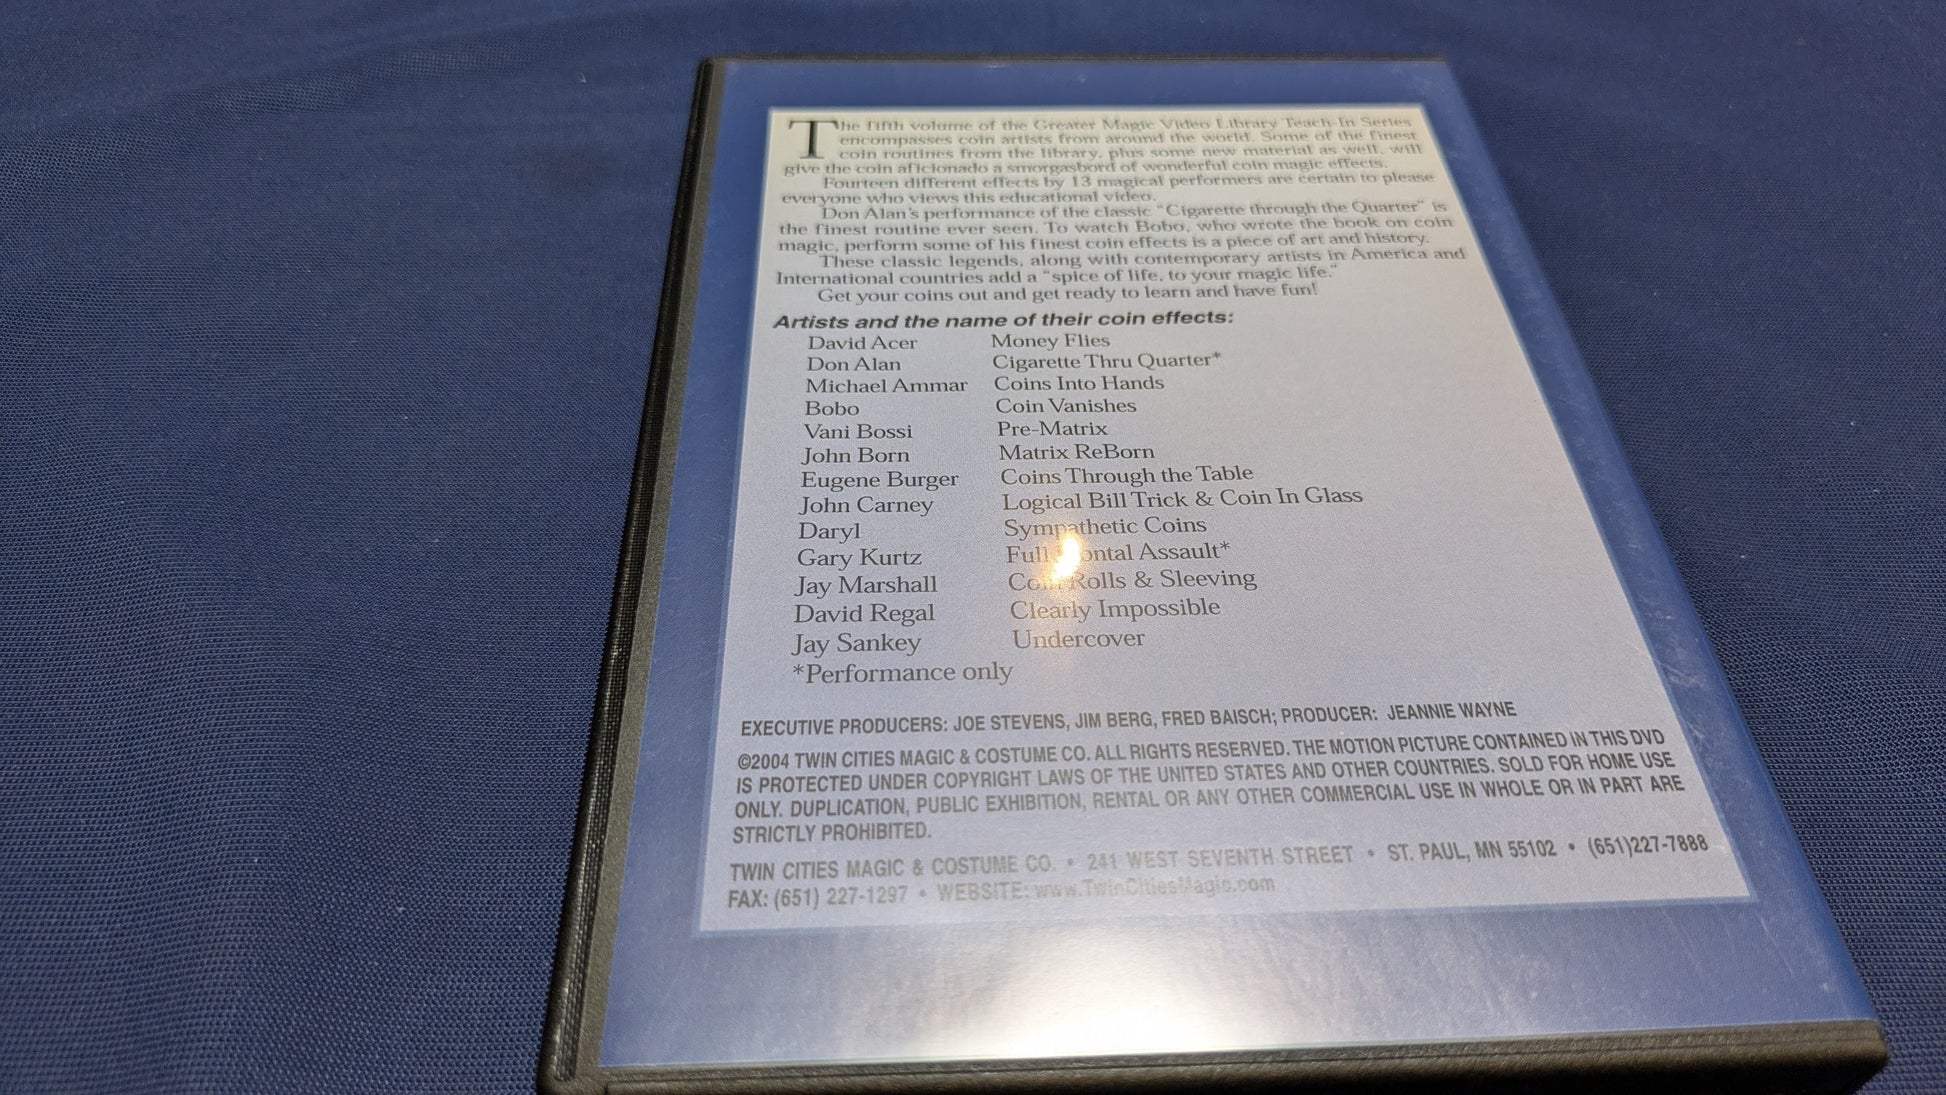 The fifth volume of the Greater Magic Video Library Teach-In Series
encompasses coin artists from around the world. Some of the finest
coin routines from the library, plus some new material as well, will
give the coin aficionado a smorgasbord of wonderful coin magic effects.
Fourteen different effects by 13 magical performers are certain to please
everyone who views this educational video.
Don Alan's performance of the classic "Cigarette through the Quarter" is
the finest routine ever seen. To watch Bobo, who wrote the book on coin
magic, perform some of his finest coin effects is a piece of art and history.
These classic legends, along with contemporary artists in America and
International countries add a "spice of life, to your magic life."
Get your coins out and get ready to learn and have fun!
Artists and the name of their coin effects:
David Acer Money Flies
Don Alan Cigarette Thru Quarter*
Michael Ammar Coins Into Hands
Bobo Coin Vanishes
Vani Bossi Pre-Matrix
John Born Matrix ReBorn
Eugene Burger Coins Through the Table
John Carney Logical Bill Trick & Coin In Glass
Daryl Sympathetic Coins
Gary Kurtz Full Assault*
Jay Marshall Coin Rolls & Sleeving
David Regal Clearly Impossible
Jay Sankey Undercover
*Performance only
EXECUTIVE PRODUCERS: JOE STEVENS, JIM BERG, FRED BAISCH; PRODUCER: JEANNIE WAYNE
©2004 TWIN CITIES MAGIC & COSTUME CO. ALL RIGHTS RESERVED. THE MOTION PICTURE CONTAINED IN THIS DVD
IS PROTECTED UNDER COPYRIGHT LAWS OF THE UNITED STATES AND OTHER COUNTRIES. SOLD FOR HOME USE
ONLY. DUPLICATION, PUBLIC EXHIBITION, RENTAL OR ANY OTHER COMMERCIAL USE IN WHOLE OR IN PART ARE
STRICTLY PROHIBITED.
TWIN CITIES MAGIC & COSTUME CO. • 241 WEST SEVENTH STREET • ST. PAUL, MN 55102 • (651)227-7888
FAX: (651) 227-1297 • WEBSITE: www.TwinCitiesMagic.com